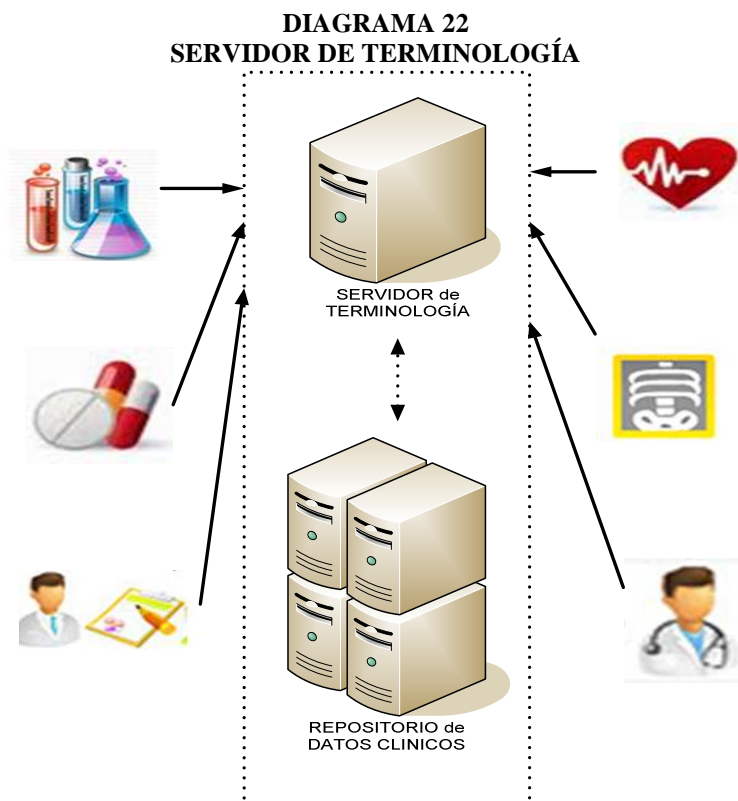 DIAGRAMA 22
SERVIDOR DE TERMINOLOGÍA
SERVIDOR de
TERMINOLOGÍA
REPOSITORIO de
DATOS CLINICOS